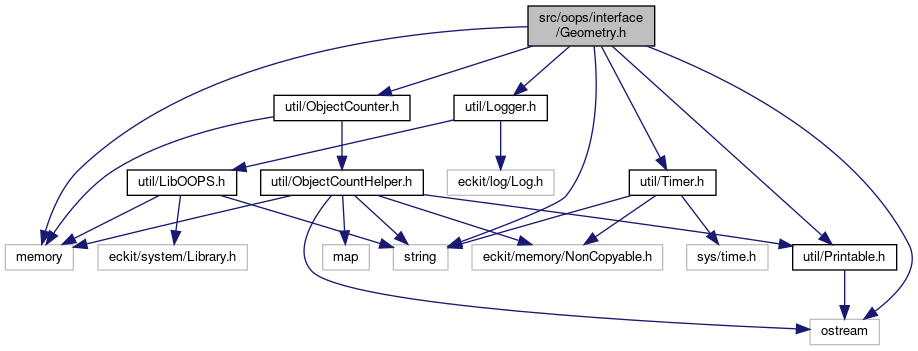 src/oops/interface
/Geometry.h
util/ObjectCounter.h
util/Logger.h
util/LibOOPS.h
util/ObjectCountHelper.h
eckit/log/Log.h
util/Timer.h
memory
eckit/system/Library.h
map
string
eckit/memory/NonCopyable.h
sys/time.h
util/Printable.h
ostream